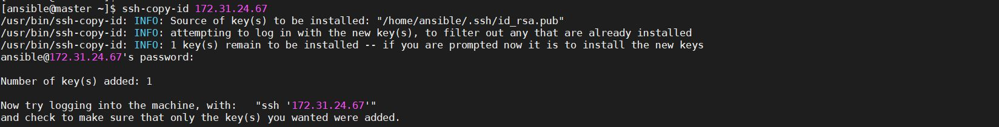 [ansible@master ~]$ ssh-copy-id 172.31.24.67
/usr/bin/ssh-copy-id: INFO: Source of key(s) to be installed: "/home/ansible/.ssh/id_rsa.pub"
/usr/bin/ssh-copy-id: INFO: attempting to log in with the new key(s), to filter out any that are already installed
/usr/bin/ssh-copy-id: INFO: 1 key(s) remain to be installed -- if you are prompted now it is to install the new keys
ansible@172.31.24.67's password:
Number of key(s) added: 1
Now try logging into the machine, with:   "ssh '172.31.24.67'"
and check to make sure that only the key(s) you wanted were added.